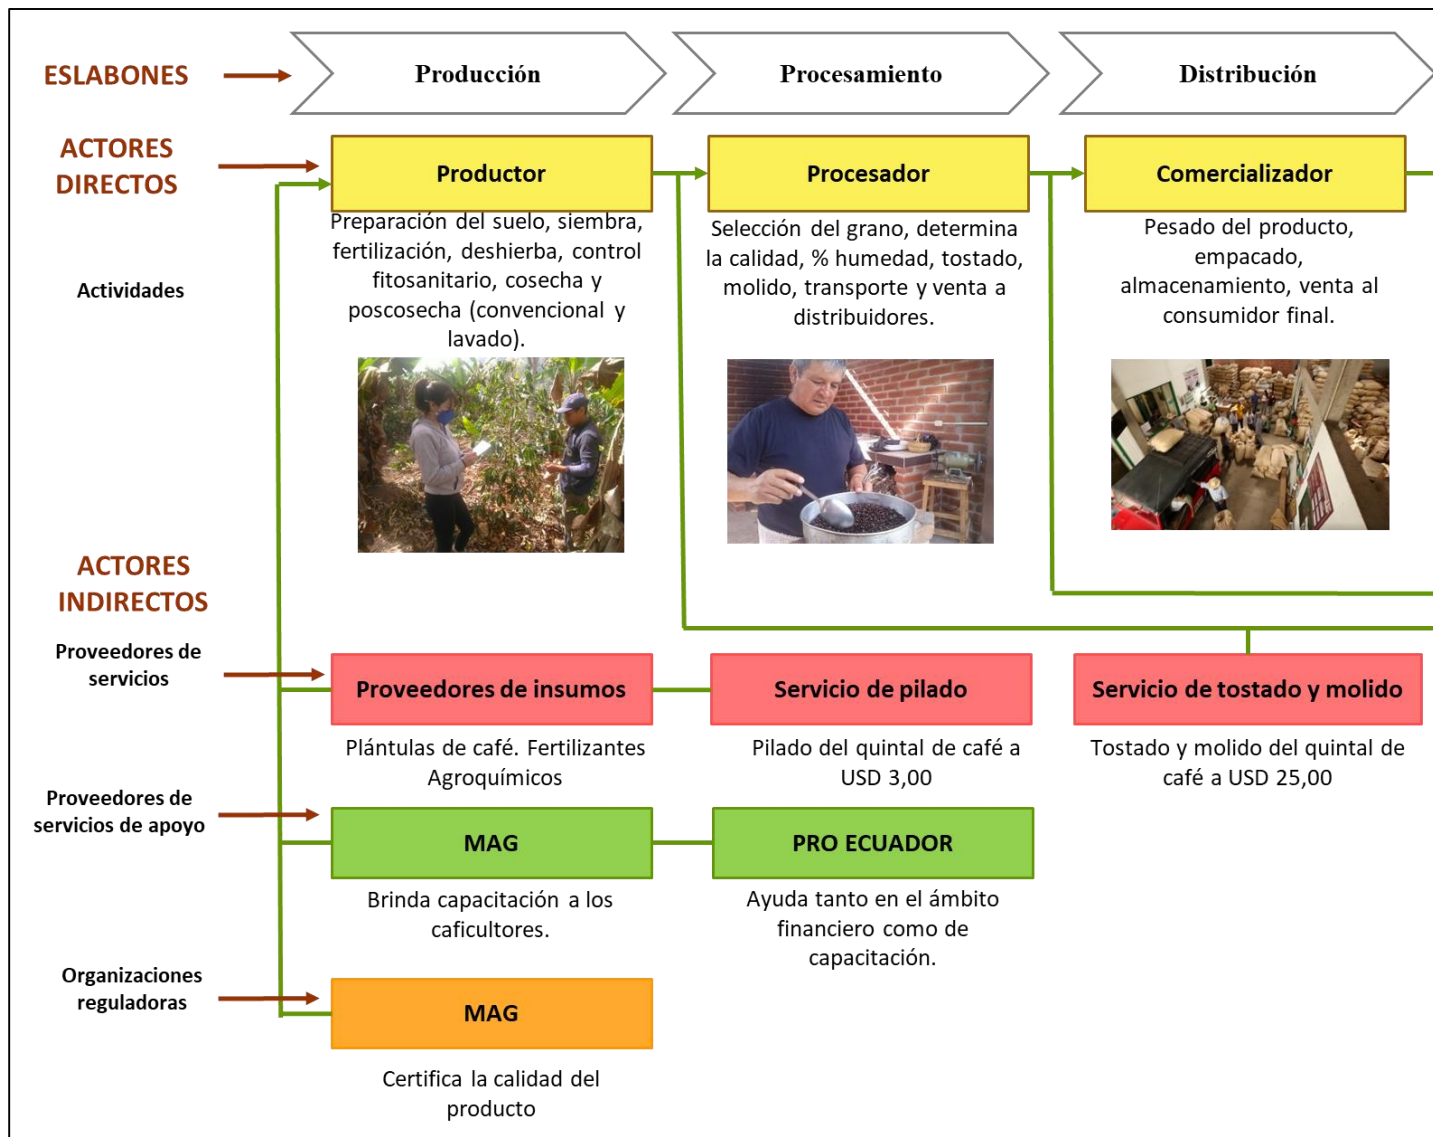 ESLABONES
Producción
Procesamiento
Distribución
ACTORES
DIRECTOS
Productor
Procesador
Comercializador
Actividades
Preparación del suelo, siembra,
fertilización, deshierba, control
fitosanitario, cosecha y
poscosecha (convencional y
lavado).
Selección del grano, determina
la calidad, % humedad, tostado,
molido, transporte y venta a
distribuidores.
Pesado del producto,
empacado,
almacenamiento, venta al
consumidor final.
ACTORES
INDIRECTOS
Proveedores de
servicios
Proveedores de insumos
Servicio de pilado
Servicio de tostado y molido
Plántulas de café. Fertilizantes
Agroquímicos
Pilado del quintal de café a
USD 3,00
Tostado y molido del quintal de
café a USD 25,00
Proveedores de
servicios de apoyo
MAG
PRO ECUADOR
Brinda capacitación a los
caficultores.
Ayuda tanto en el ámbito
financiero como de
capacitación.
Organizaciones
reguladoras
MAG
Certifica la calidad del
producto